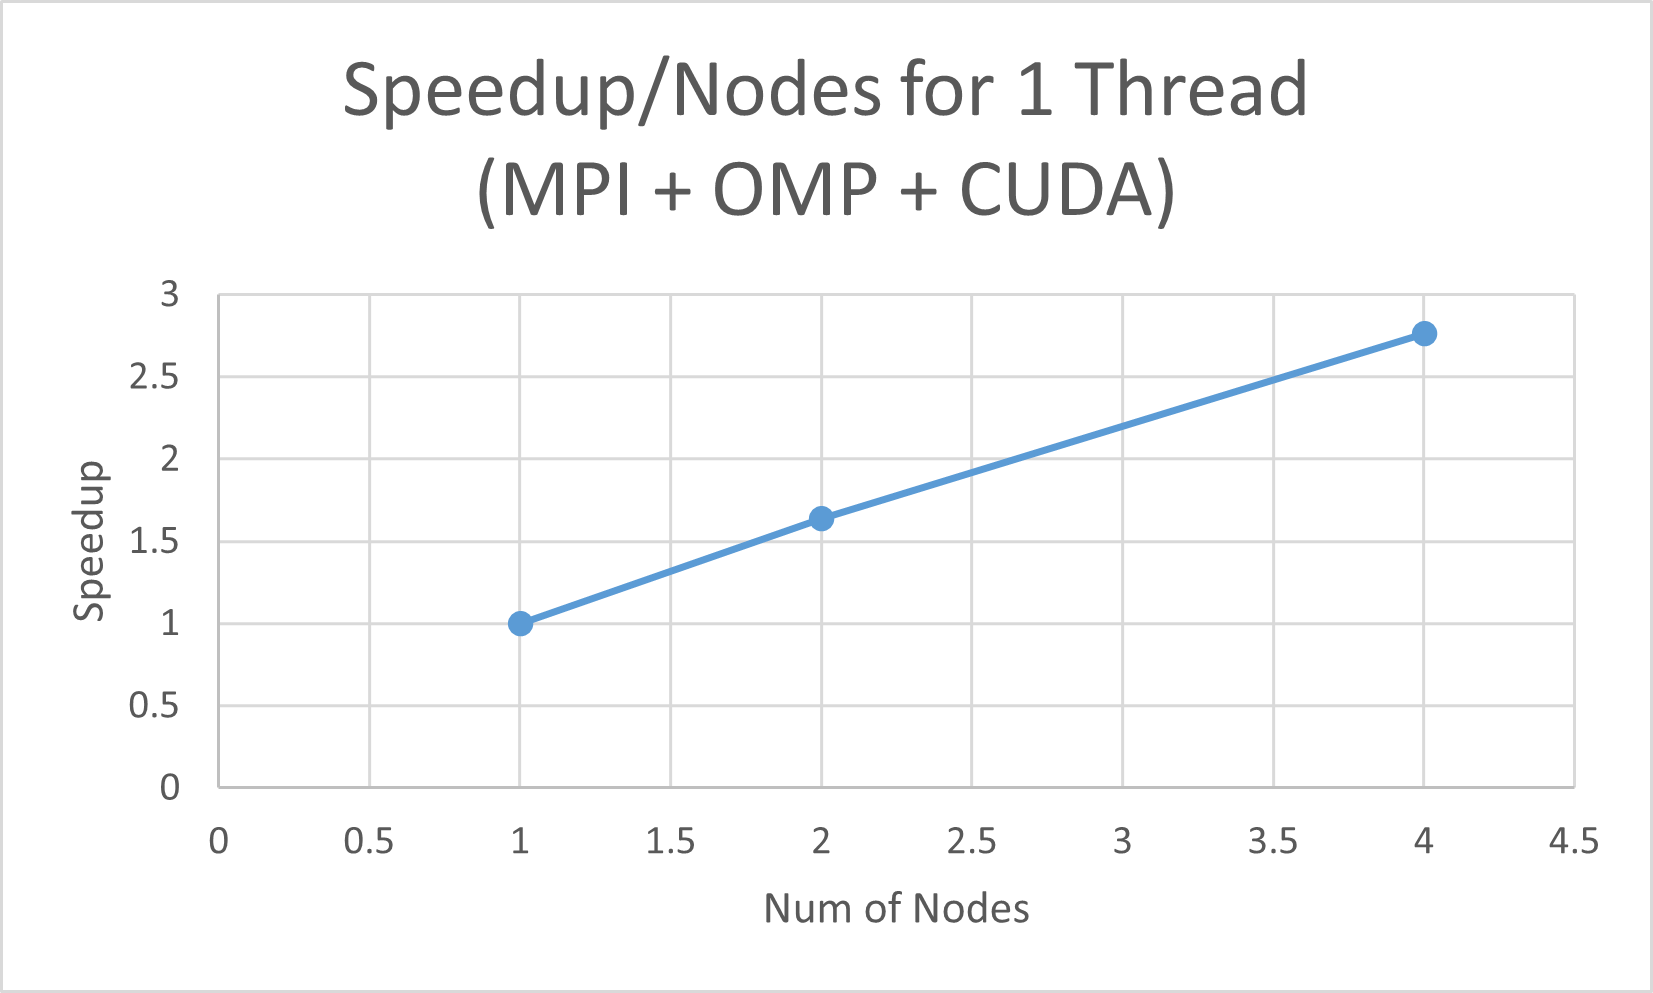 Speedup/Nodes for 1 Thread
(MPI + OMP + CUDA)
3
2.5
2
1.5
1
0.5
0
Speedup
0 0.5 1 1.5 2 2.5 3 3.5 4 4.5
Num of Nodes